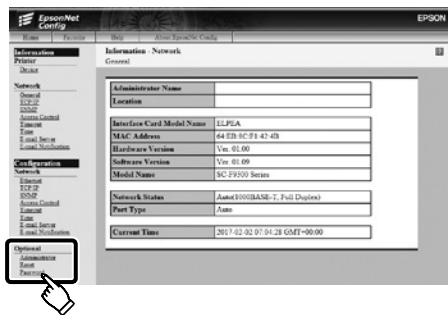 EpsonNet
Config
EPSON
Home Favorite Help About EpsonNet Config
Information
Printer
Device
Network
General
TCP/IP
SNMP
Access Control
Timeout
Time
E-mail Server
E-mail Notification
Configuration
Network
Ethernet
TCP/IP
SNMP
Access Control
Timeout
Time
E-mail Server
E-mail Notification
Optional
Administrator
Reset
Password
Information - Network
General
?
Administrator Name
Location
Interface Card Model Name ELPEA
MAC Address 64:EB:8C:F1:42:4B
Hardware Version Ver. 01.00
Software Version Ver. 01.09
Model Name SC-F9500 Series
Network Status Auto(1000BASE-T, Full Duplex)
Port Type Auto
Current Time 2017-02-02 07:04:28 GMT+00:00